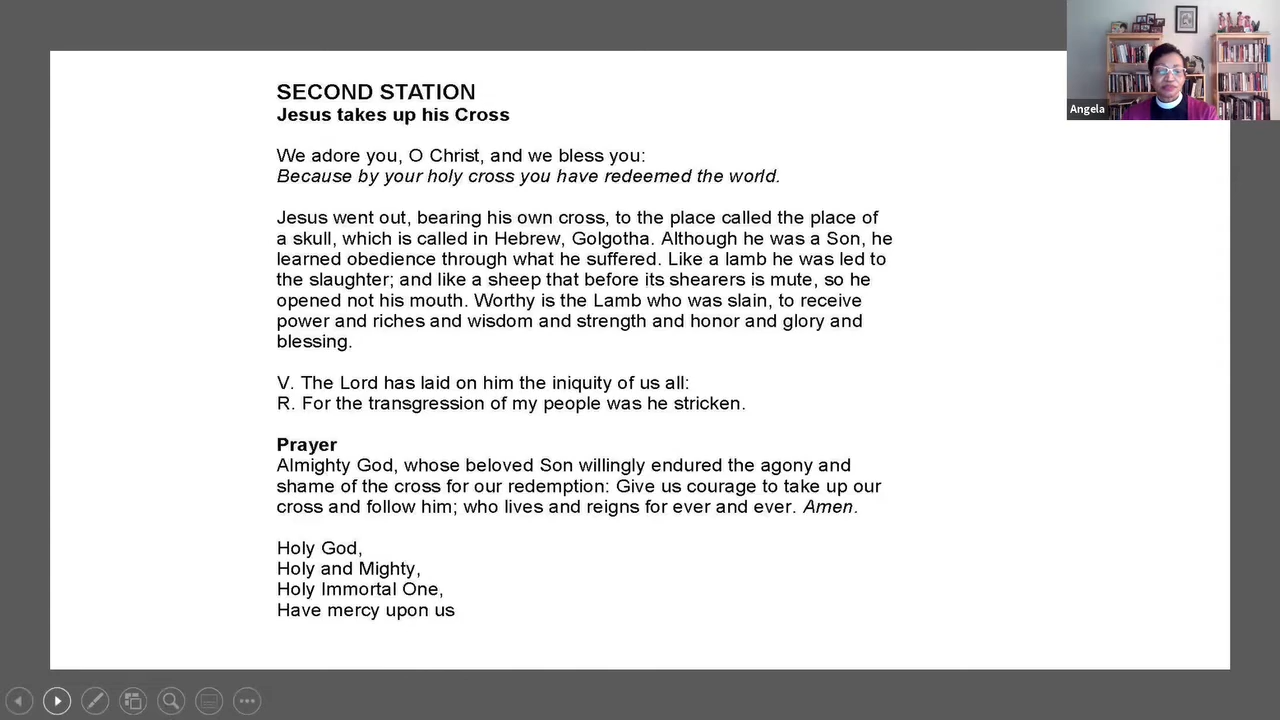 SECOND STATION
Jesus takes up his Cross
We adore you, O Christ, and we bless you:
Because by your holy cross you have redeemed the world.
Jesus went out, bearing his own cross, to the place called the place of
a skull, which is called in Hebrew, Golgotha. Although he was a Son, he
learned obedience through what he suffered. Like a lamb he was led to
the slaughter; and like a sheep that before its shearers is mute, so he
opened not his mouth. Worthy is the Lamb who was slain, to receive
power and riches and wisdom and strength and honor and glory and
blessing.
V. The Lord has laid on him the iniquity of us all:
R. For the transgression of my people was he stricken.
Prayer
Almighty God, whose beloved Son willingly endured the agony and
shame of the cross for our redemption: Give us courage to take up our
cross and follow him; who lives and reigns for ever and ever. Amen.
Holy God,
Holy and Mighty,
Holy Immortal One,
Have mercy upon us
Angela